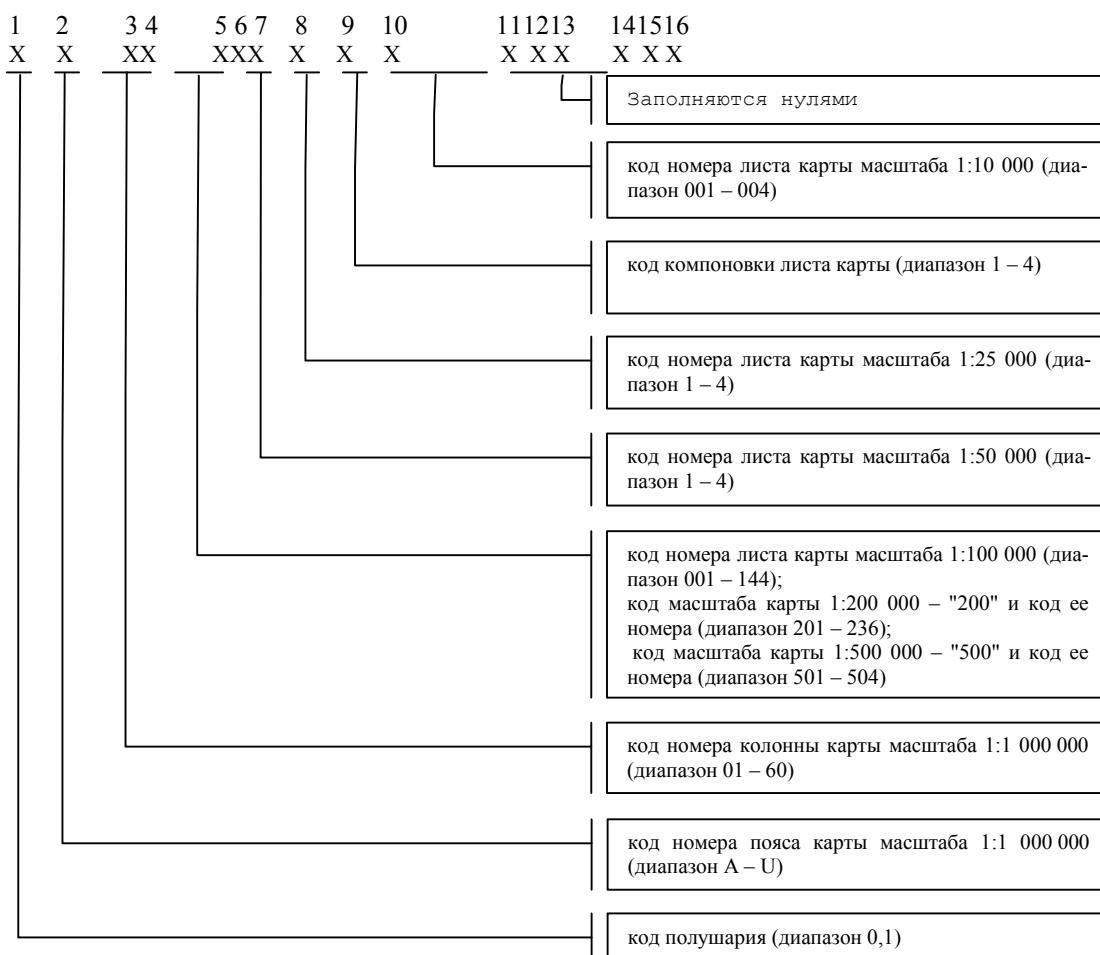 1 2 3 4 5 6 7 8 9 10 111213 141516
X X XX XXX X X X X X X X X X
Заполняются нулями
код номера листа карты масштаба 1:10 000 (диа-
пазон 001 – 004)
код компоновки листа карты (диапазон 1 – 4)
код номера листа карты масштаба 1:25 000 (диа-
пазон 1 – 4)
код номера листа карты масштаба 1:50 000 (диа-
пазон 1 – 4)
код номера листа карты масштаба 1:100 000 (диа-
пазон 001 – 144);
код масштаба карты 1:200 000 – "200" и код ее
номера (диапазон 201 – 236);
код масштаба карты 1:500 000 – "500" и код ее
номера (диапазон 501 – 504)
код номера колонны карты масштаба 1:1 000 000
(диапазон 01 – 60)
код номера пояса карты масштаба 1:1 000 000
(диапазон A – U)
код полушария (диапазон 0,1)